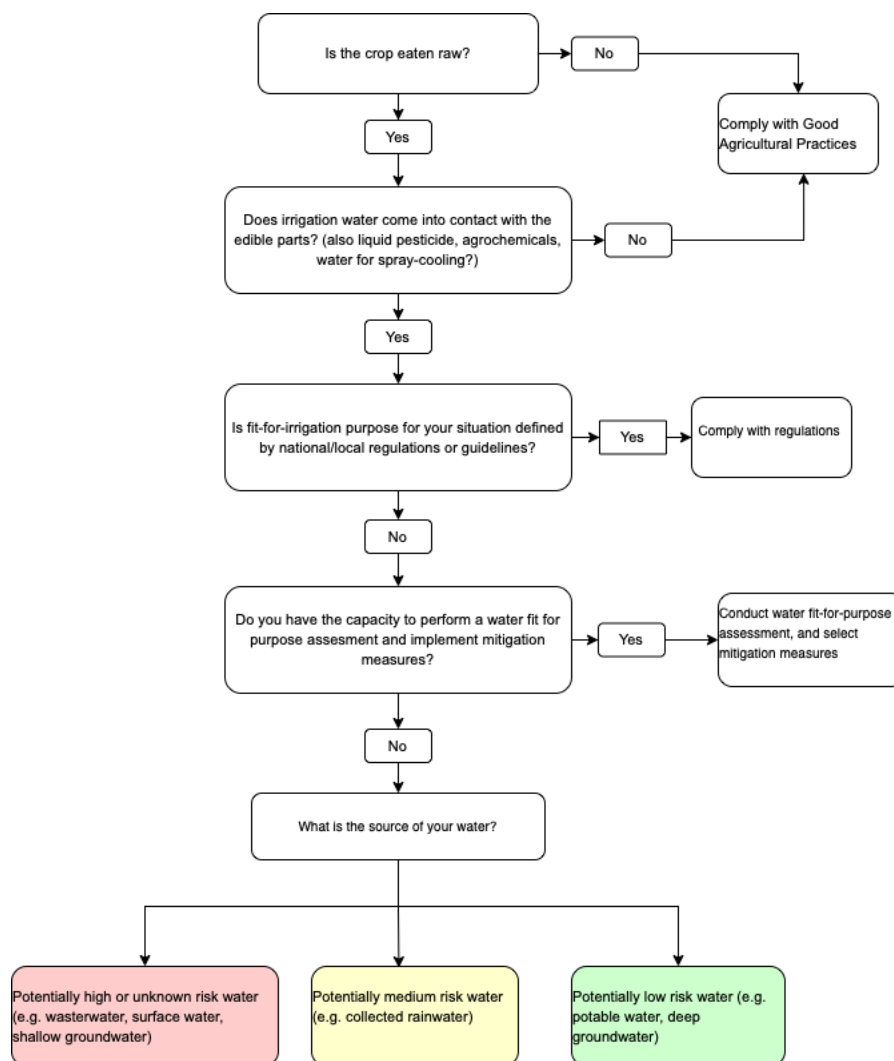 Is the crop eaten raw?
No
Comply with Good
Agricultural Practices
Yes
Does irrigation water come into contact with the
edible parts? (also liquid pesticide, agrochemicals,
water for spray-cooling?)
No
Yes
Is fit-for-irrigation purpose for your situation defined
by national/local regulations or guidelines?
Yes
Comply with regulations
No
Do you have the capacity to perform a water fit for
purpose assesment and implement mitigation
measures?
Yes
Conduct water fit-for-purpose
assessment, and select
mitigation measures
No
What is the source of your water?
Potentially high or unknown risk water
(e.g. wasterwater, surface water,
shallow groundwater)
Potentially medium risk water
(e.g. collected rainwater)
Potentially low risk water (e.g.
potable water, deep
groundwater)